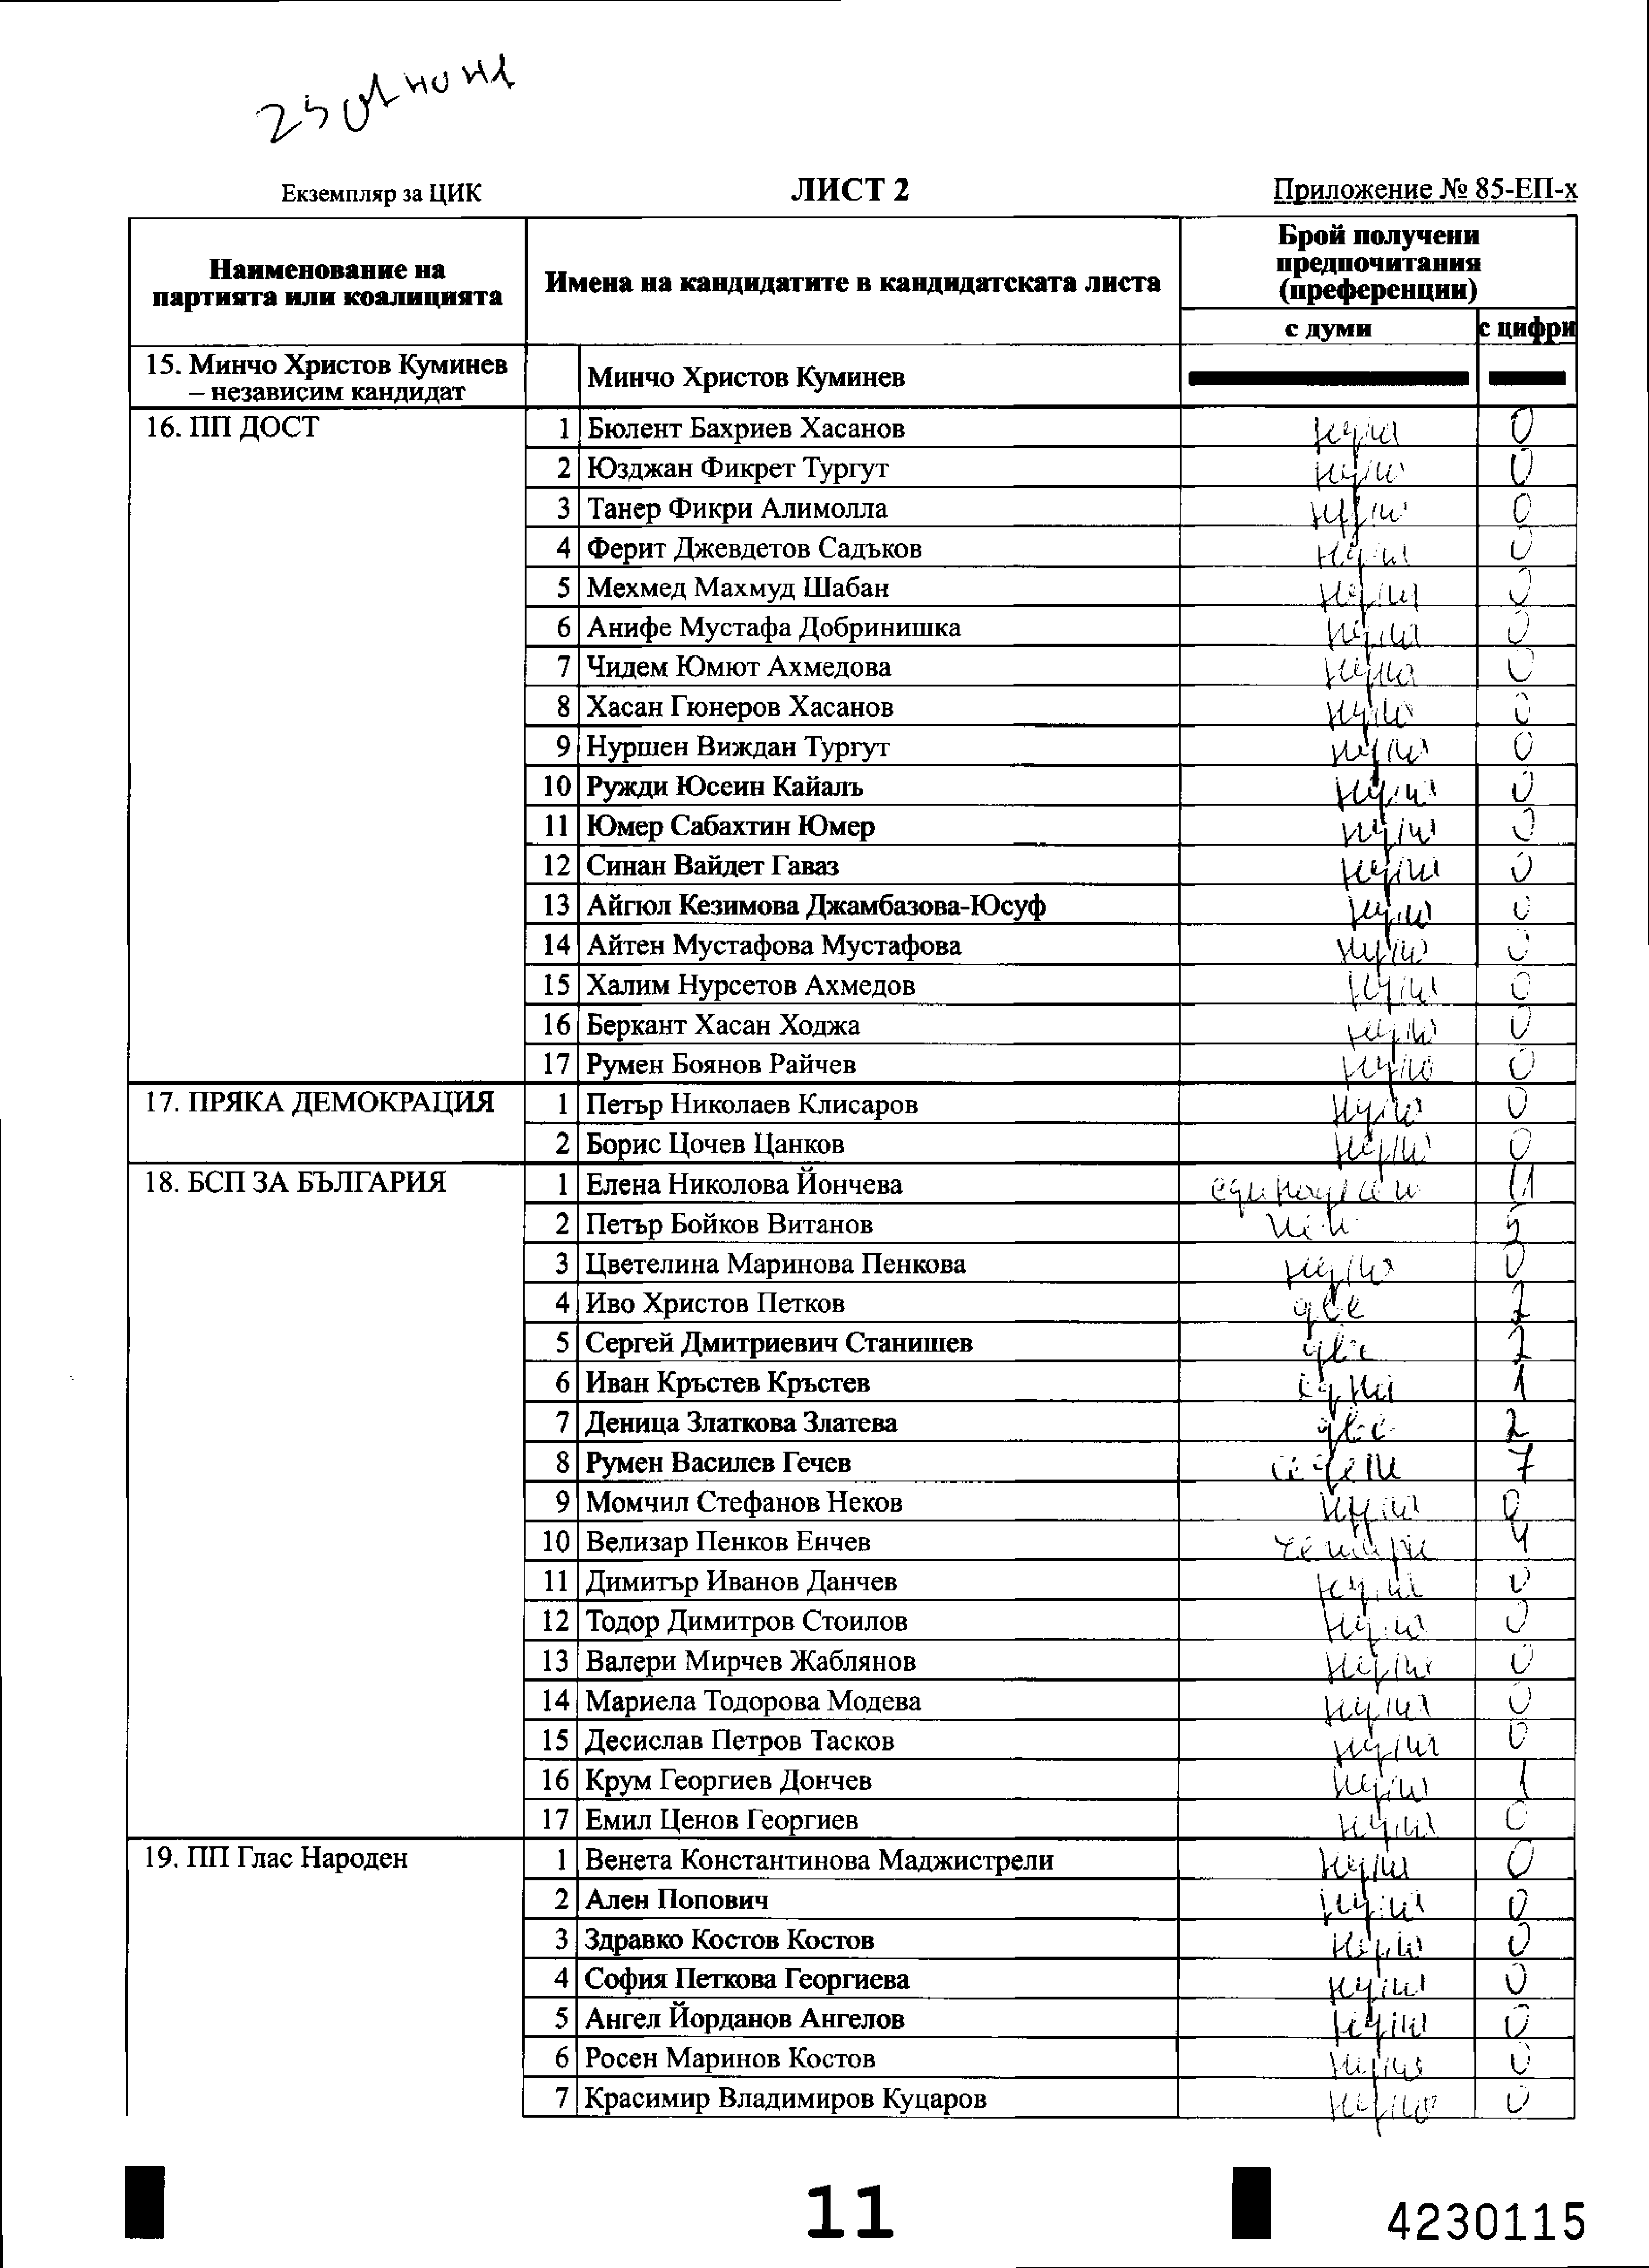 Екземпляр за ЦИК
ЛИСТ 2
Приложение № 85-ЕП-х
Наименование на партията или коалицията
Имена на кандидатите в кандидатската листа
Брой получени предпочитания (преференции)
с думи
с цифри
15. Минчо Христов Куминев – независим кандидат
Минчо Христов Куминев
16. ПП ДОСТ
1 Бюлент Бахриев Хасанов нула 0
2 Юзджан Фикрет Тургут нула 0
3 Танер Фикри Алимолла нула 0
4 Ферит Джевдетов Садъков нула 0
5 Мехмед Махмуд Шабан нула 0
6 Анифе Мустафа Добринишка нула 0
7 Чидем Юмют Ахмедова нула 0
8 Хасан Гюнеров Хасанов нула 0
9 Нуршен Виждан Тургут нула 0
10 Ружди Юсеин Кайалъ нула 0
11 Юмер Сабахтин Юмер нула 0
12 Синан Вайдет Гаваз нула 0
13 Айгюл Кезимова Джамбазова-Юсуф нула 0
14 Айтен Мустафова Мустафова нула 0
15 Халим Нурсетов Ахмедов нула 0
16 Беркант Хасан Ходжа нула 0
17 Румен Боянов Райчев нула 0
17. ПРЯКА ДЕМОКРАЦИЯ
1 Петър Николаев Клисаров нула 0
2 Борис Цочев Цанков нула 0
18. БСП ЗА БЪЛГАРИЯ
1 Елена Николова Йончева 11
2 Петър Бойков Витанов пет 5
3 Цветелина Маринова Пенкова нула 0
4 Иво Христов Петков две 2
5 Сергей Дмитриевич Станишев две 2
6 Иван Кръстев Кръстев една 1
7 Деница Златкова Златева две 2
8 Румен Василев Гечев седем 7
9 Момчил Стефанов Неков нула 0
10 Велизар Пенков Енчев четири 4
11 Димитър Иванов Данчев нула 0
12 Тодор Димитров Стоилов нула 0
13 Валери Мирчев Жаблянов нула 0
14 Мариела Тодорова Модева нула 0
15 Десислав Петров Тасков нула 0
16 Крум Георгиев Дончев нула 1
17 Емил Ценов Георгиев нула 0
19. ПП Глас Народен
1 Венета Константинова Маджистрели нула 0
2 Ален Попович нула 0
3 Здравко Костов Костов нула 0
4 София Петкова Георгиева нула 0
5 Ангел Йорданов Ангелов нула 0
6 Росен Маринов Костов нула 0
7 Красимир Владимиров Куцаров нула 0
11
4230115